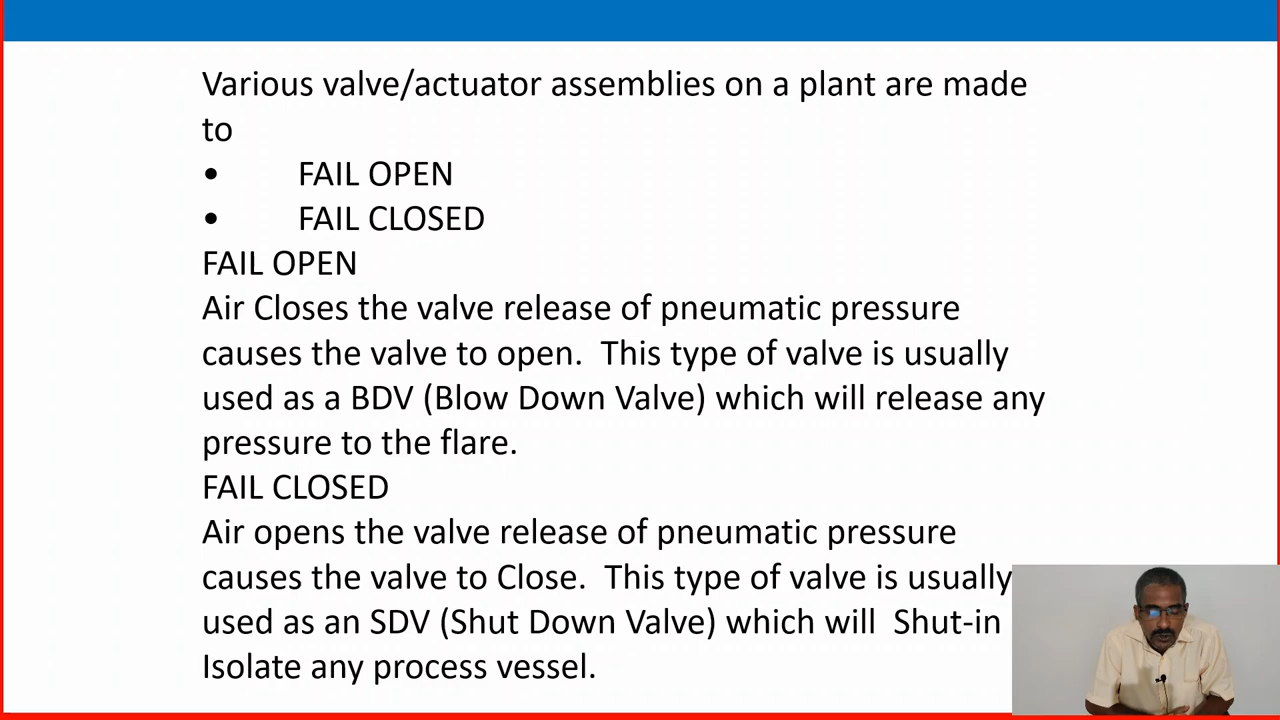 Various valve/actuator assemblies on a plant are made
to
• FAIL OPEN
• FAIL CLOSED
FAIL OPEN
Air Closes the valve release of pneumatic pressure
causes the valve to open.  This type of valve is usually
used as a BDV (Blow Down Valve) which will release any
pressure to the flare.
FAIL CLOSED
Air opens the valve release of pneumatic pressure
causes the valve to Close.  This type of valve is usually
used as an SDV (Shut Down Valve) which will  Shut-in
Isolate any process vessel.